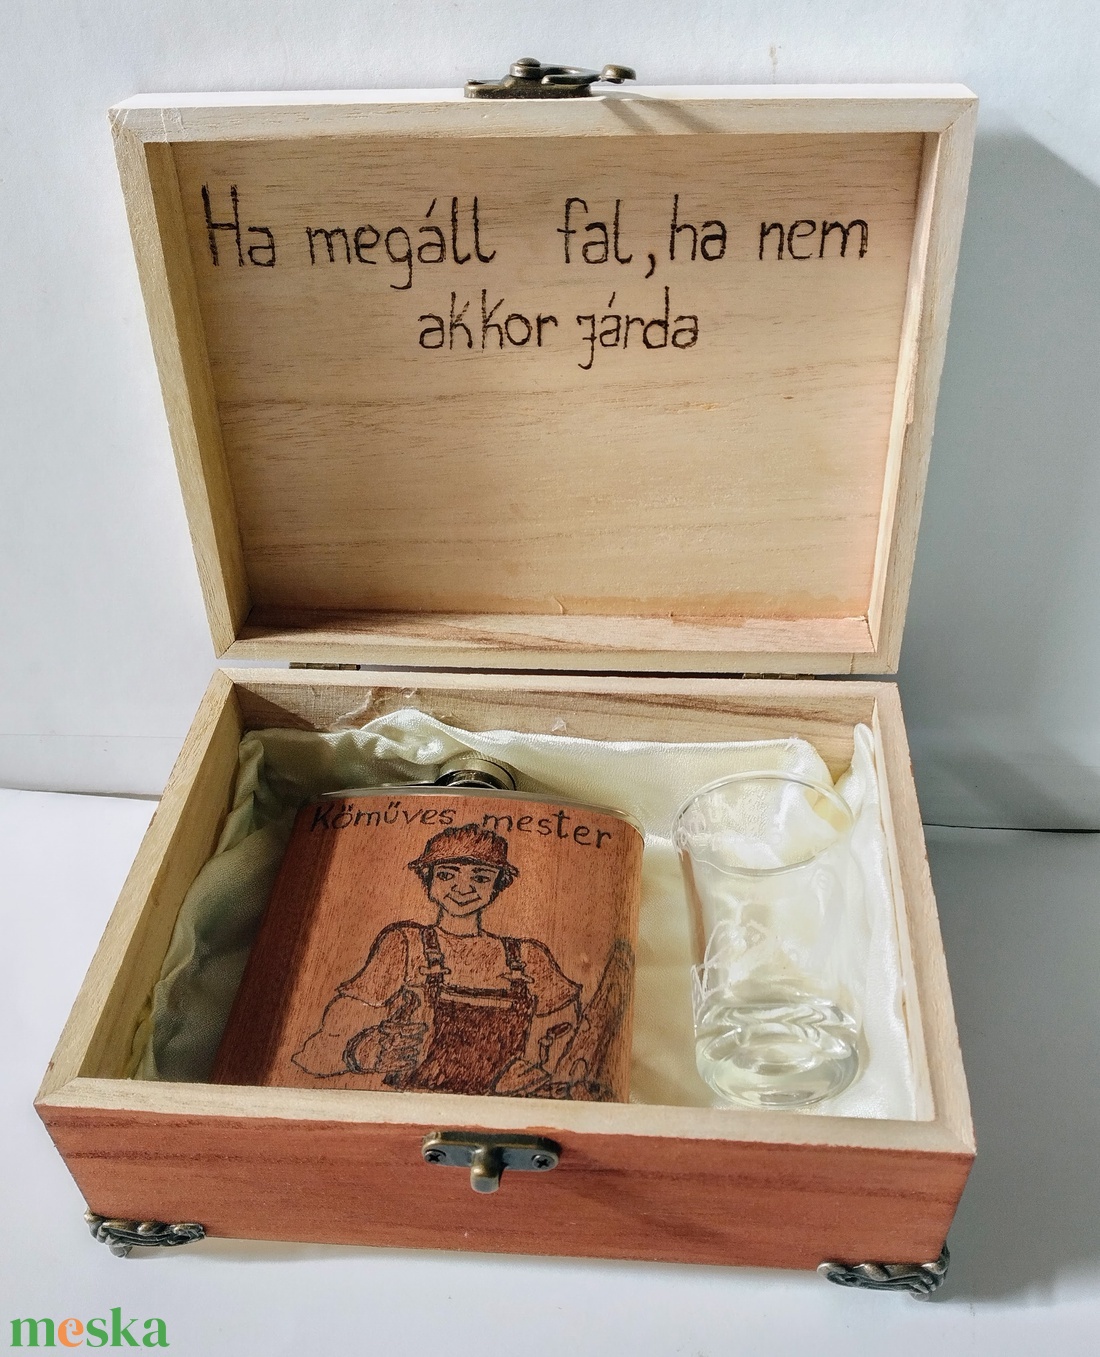 Ha megáll fal, ha nem
akkor járda
Kőműves mester
meska